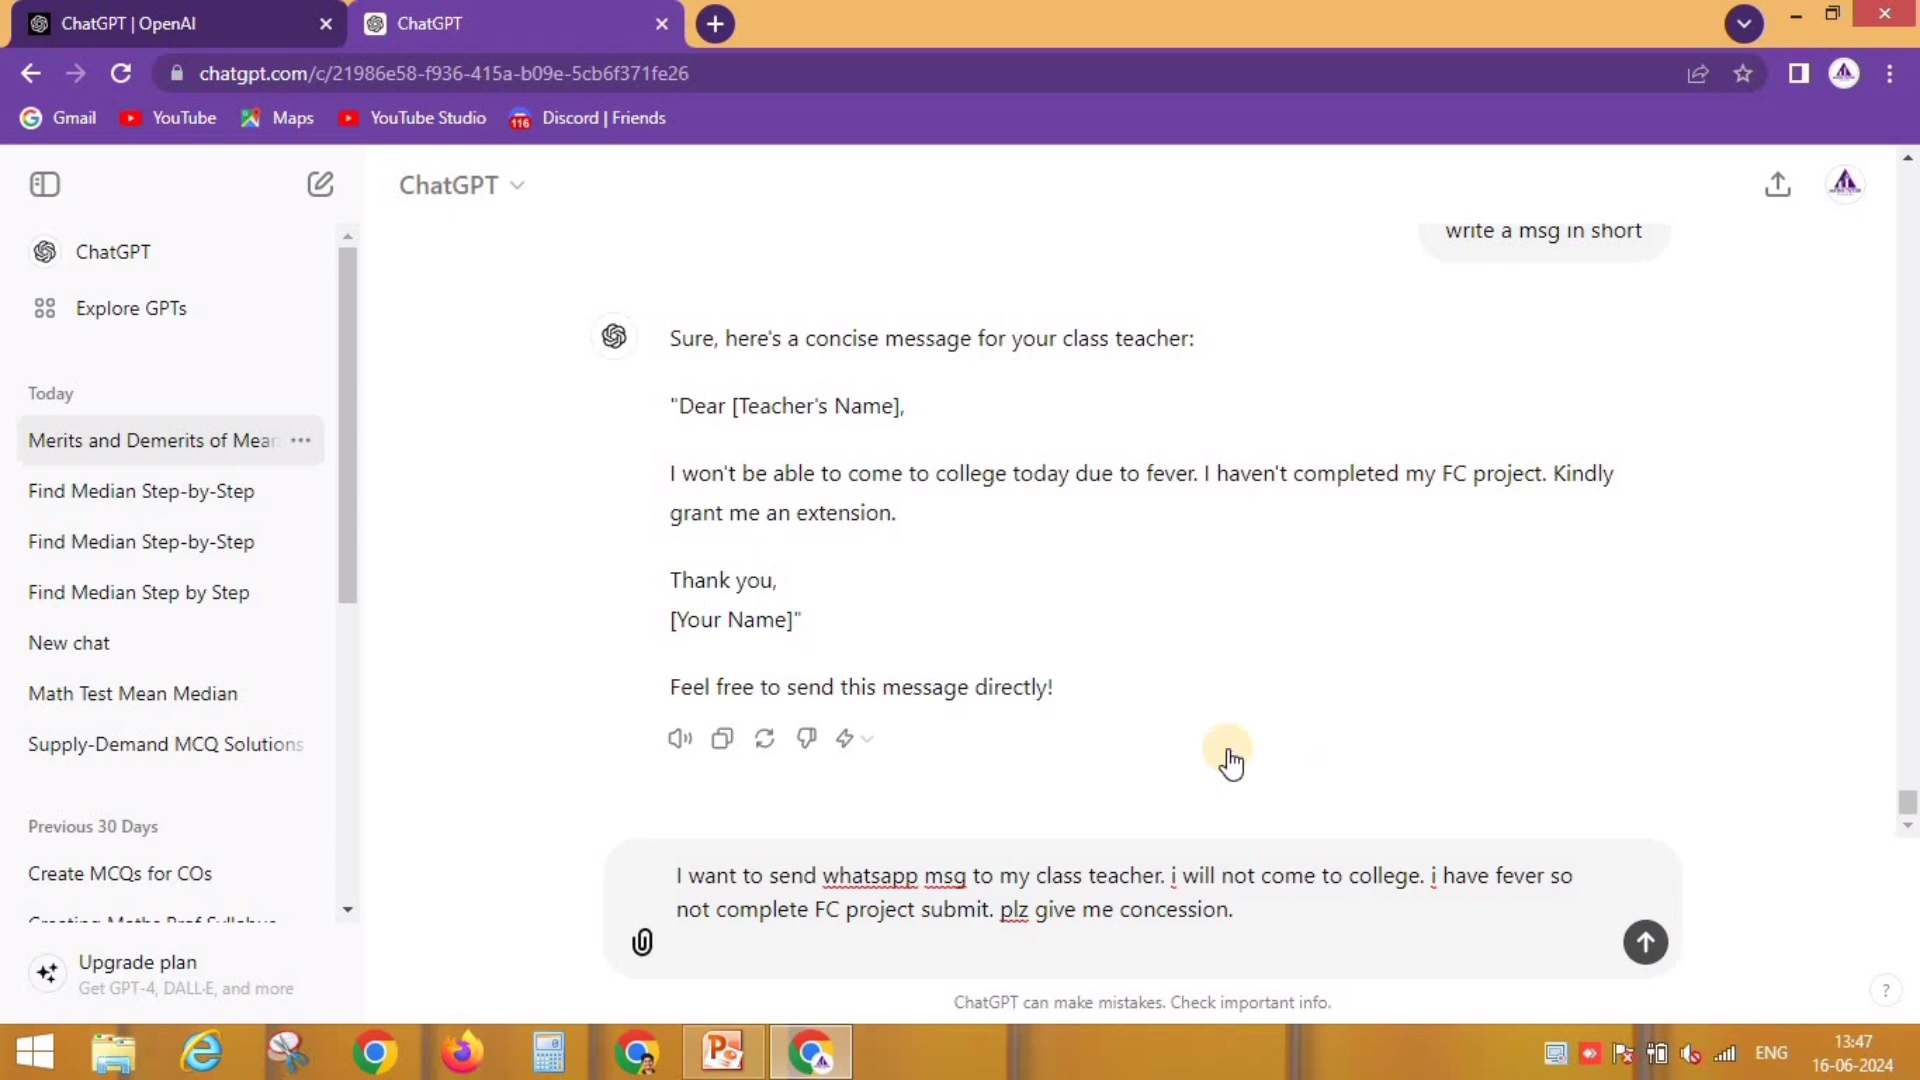 ChatGPT | OpenAI
ChatGPT
chatgpt.com/c/21986e58-f936-415a-b09e-5cb6f371fe26
Gmail
YouTube
Maps
YouTube Studio
116
Discord | Friends
ChatGPT
ChatGPT
Explore GPTs
Today
Merits and Demerits of Mean
Find Median Step-by-Step
Find Median Step-by-Step
Find Median Step by Step
New chat
Math Test Mean Median
Supply-Demand MCQ Solutions
Previous 30 Days
Create MCQs for COs
Upgrade plan
Get GPT-4, DALL·E, and more
write a msg in short
Sure, here's a concise message for your class teacher:
"Dear [Teacher's Name],
I won't be able to come to college today due to fever. I haven't completed my FC project. Kindly
grant me an extension.
Thank you,
[Your Name]"
Feel free to send this message directly!
I want to send whatsapp msg to my class teacher. i will not come to college. i have fever so
not complete FC project submit. plz give me concession.
ChatGPT can make mistakes. Check important info.
?
ENG
13:47
16-06-2024